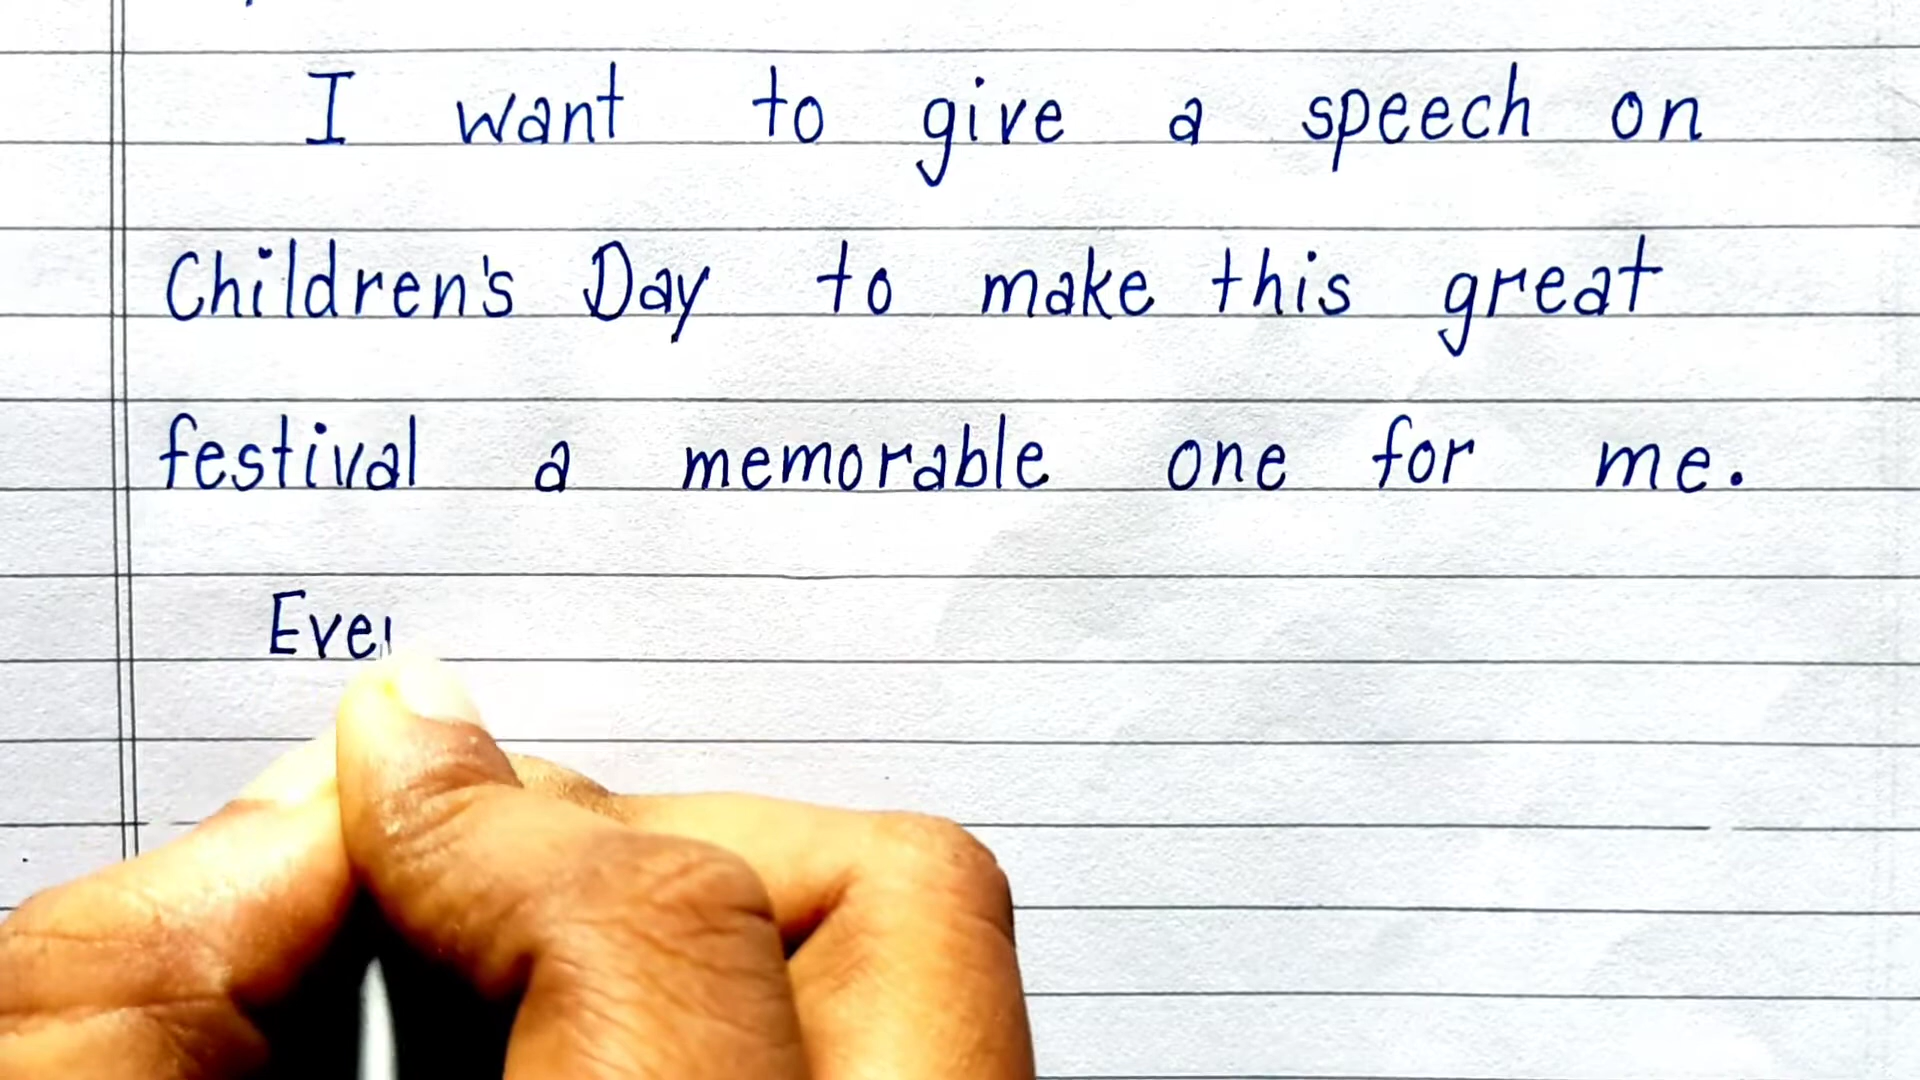 I want to give a speech on
Children's Day to make this great
festival a memorable one for me.